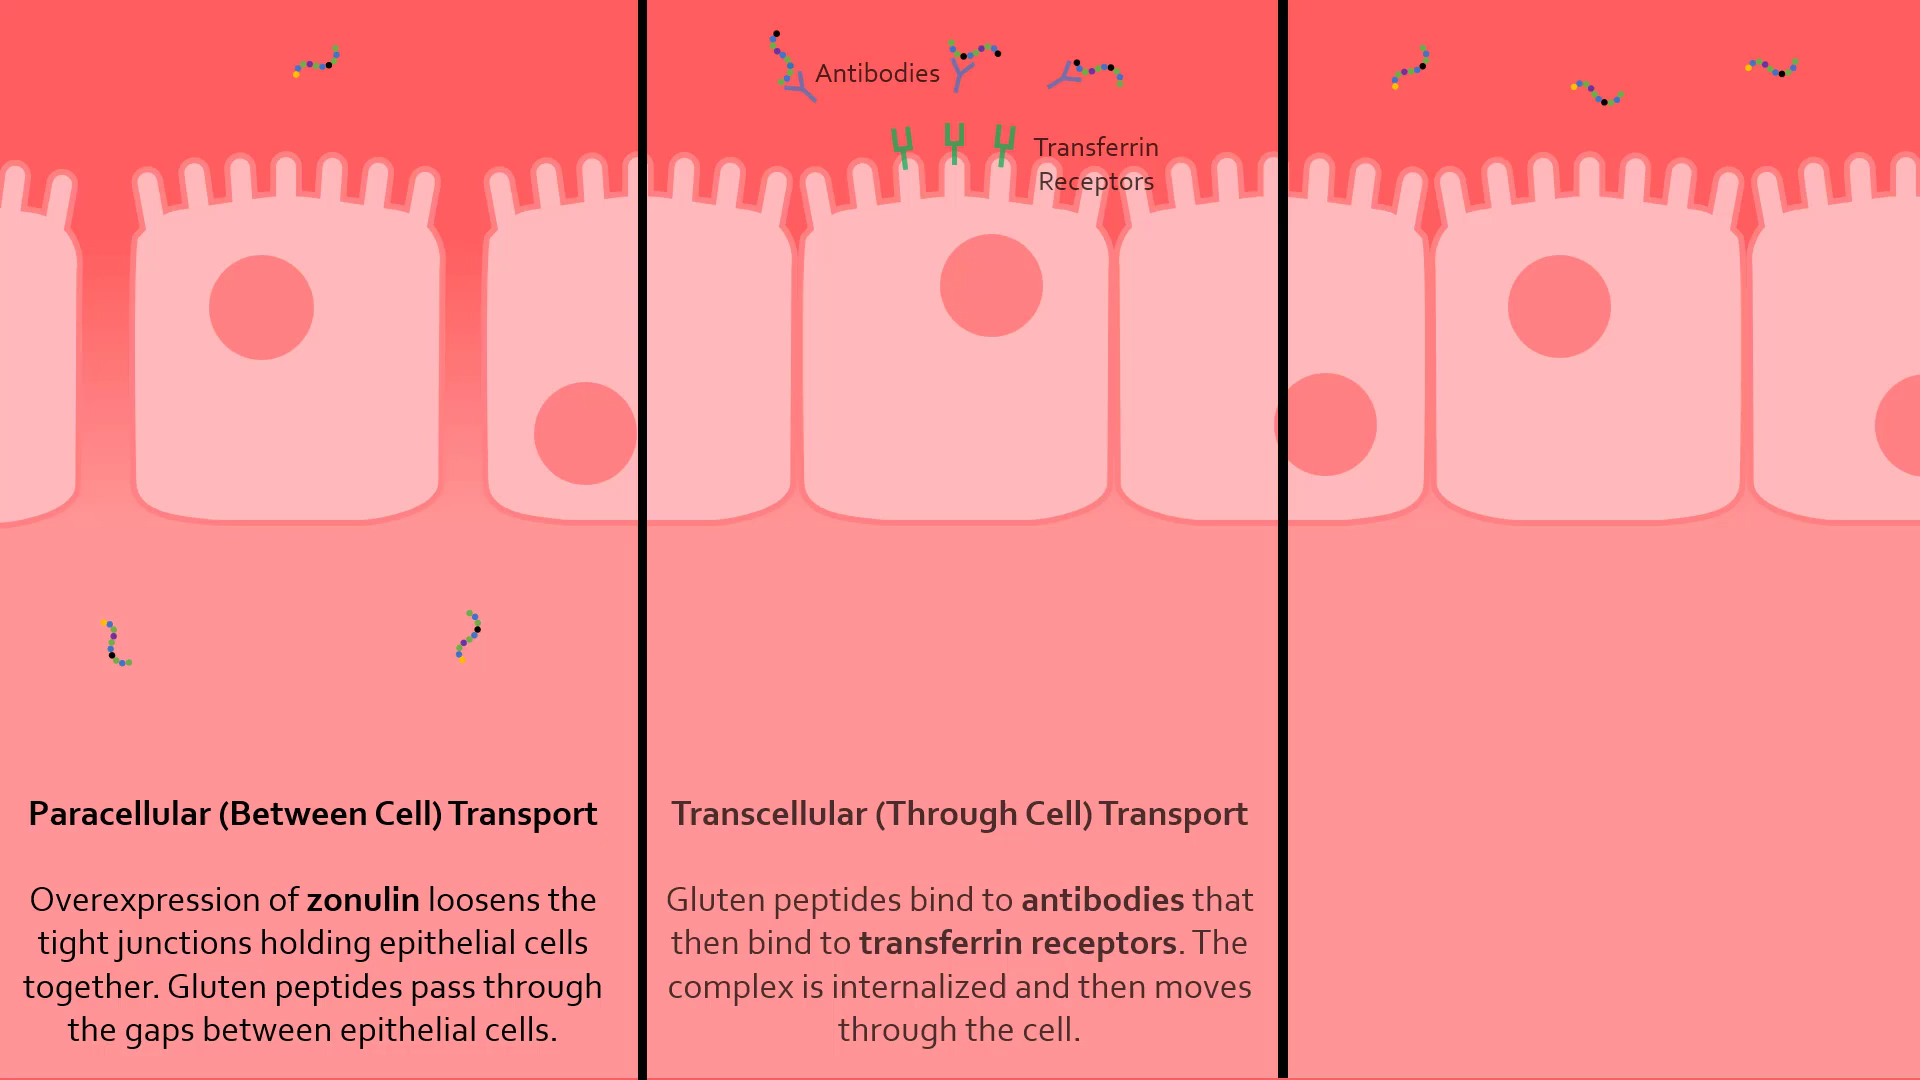 Antibodies
Transferrin
Receptors
Paracellular (Between Cell) Transport
Overexpression of zonulin loosens the
tight junctions holding epithelial cells
together. Gluten peptides pass through
the gaps between epithelial cells.
Transcellular (Through Cell) Transport
Gluten peptides bind to antibodies that
then bind to transferrin receptors. The
complex is internalized and then moves
through the cell.